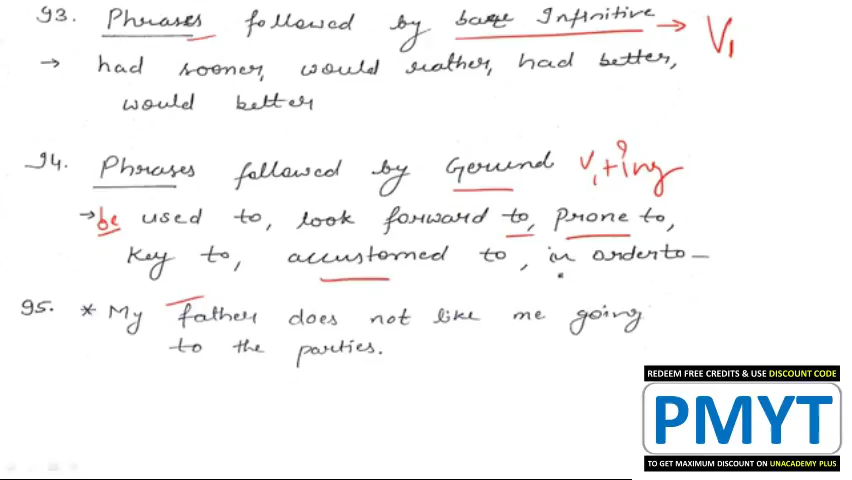 93. Phrases followed by bare Infinitive → V1
→ had sooner, would rather, had better,
would better
94. Phrases followed by Gerund V1+ing
→ be used to, look forward to, Prone to,
Key to, accustomed to, in order to —
95. * My father does not like me going
to the parties.
REDEEM FREE CREDITS & USE DISCOUNT CODE
PMYT
TO GET MAXIMUM DISCOUNT ON UNACADEMY PLUS